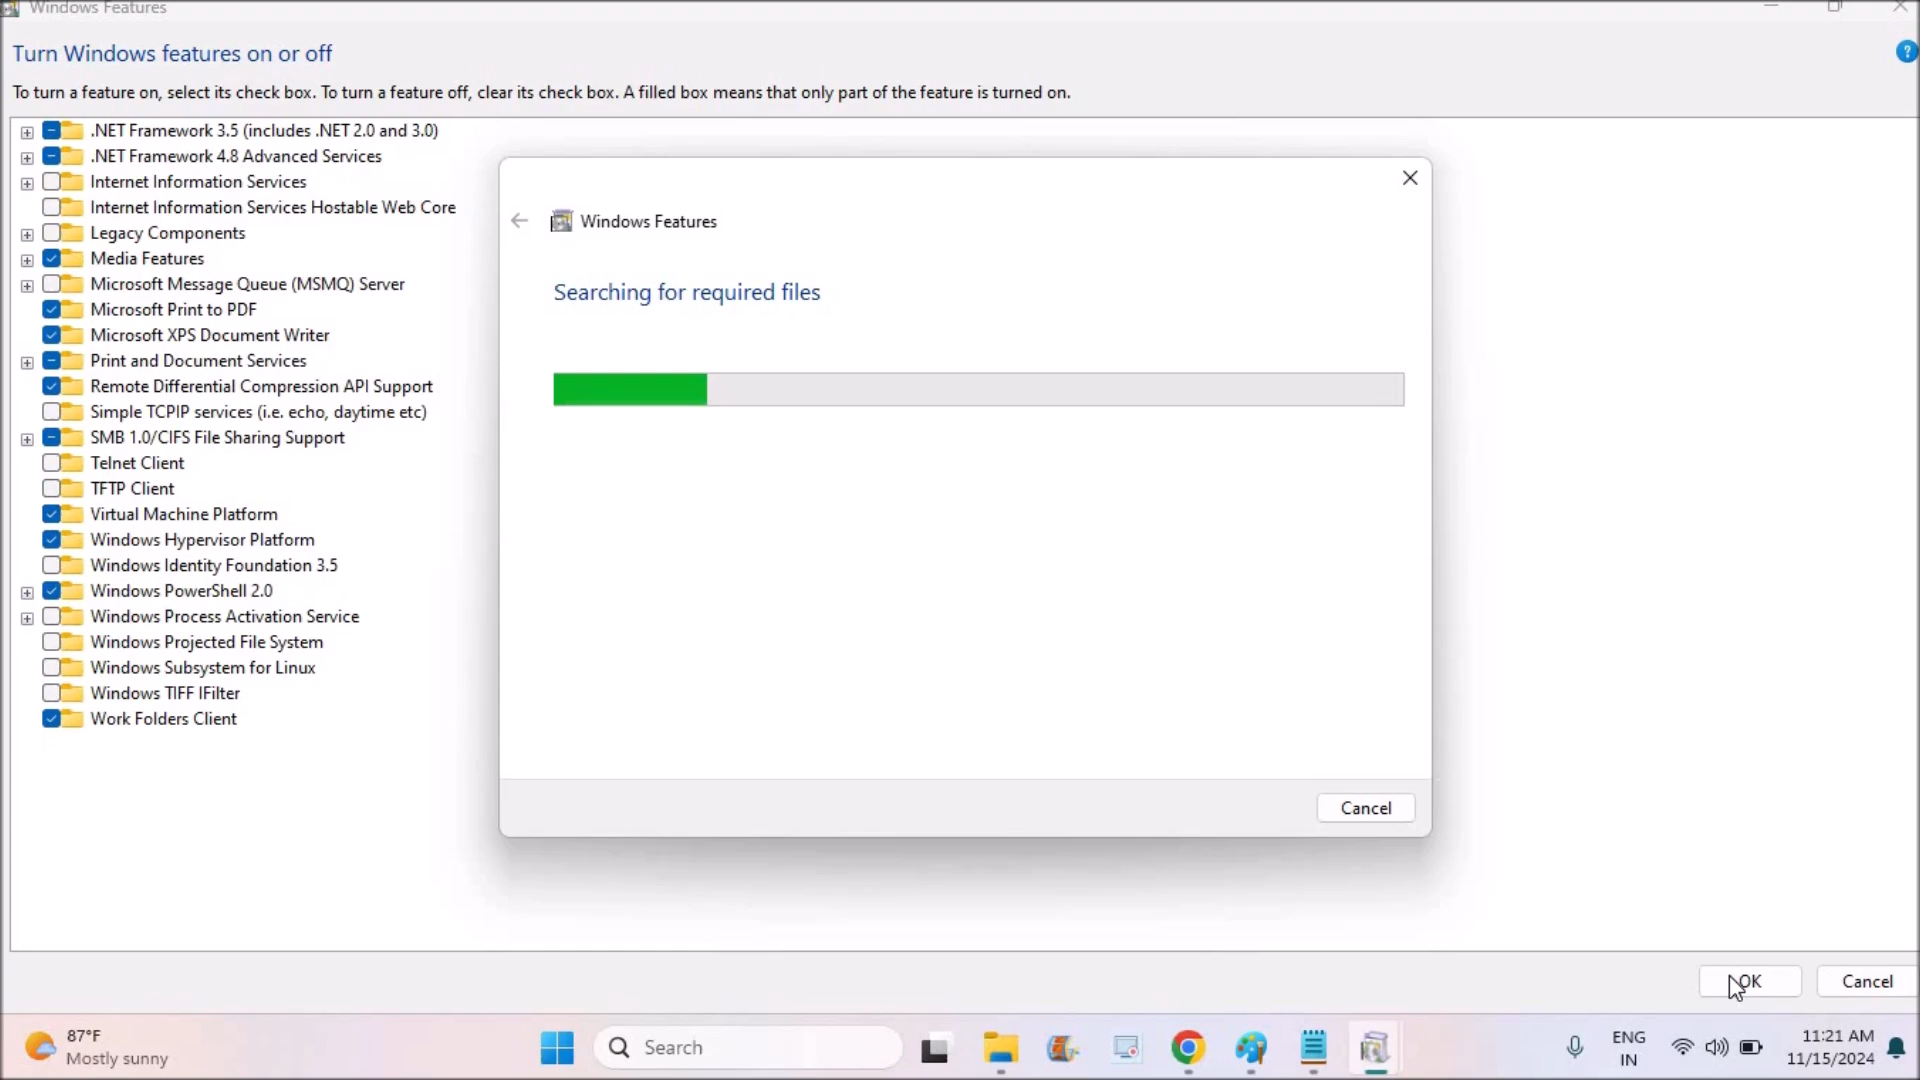 Windows Features
Turn Windows features on or off
?
To turn a feature on, select its check box. To turn a feature off, clear its check box. A filled box means that only part of the feature is turned on.
.NET Framework 3.5 (includes .NET 2.0 and 3.0)
.NET Framework 4.8 Advanced Services
Internet Information Services
Internet Information Services Hostable Web Core
Legacy Components
Media Features
Microsoft Message Queue (MSMQ) Server
Microsoft Print to PDF
Microsoft XPS Document Writer
Print and Document Services
Remote Differential Compression API Support
Simple TCPIP services (i.e. echo, daytime etc)
SMB 1.0/CIFS File Sharing Support
Telnet Client
TFTP Client
Virtual Machine Platform
Windows Hypervisor Platform
Windows Identity Foundation 3.5
Windows PowerShell 2.0
Windows Process Activation Service
Windows Projected File System
Windows Subsystem for Linux
Windows TIFF IFilter
Work Folders Client
Windows Features
Searching for required files
Cancel
OK
Cancel
87°F
Mostly sunny
Search
ENG
IN
11:21 AM
11/15/2024